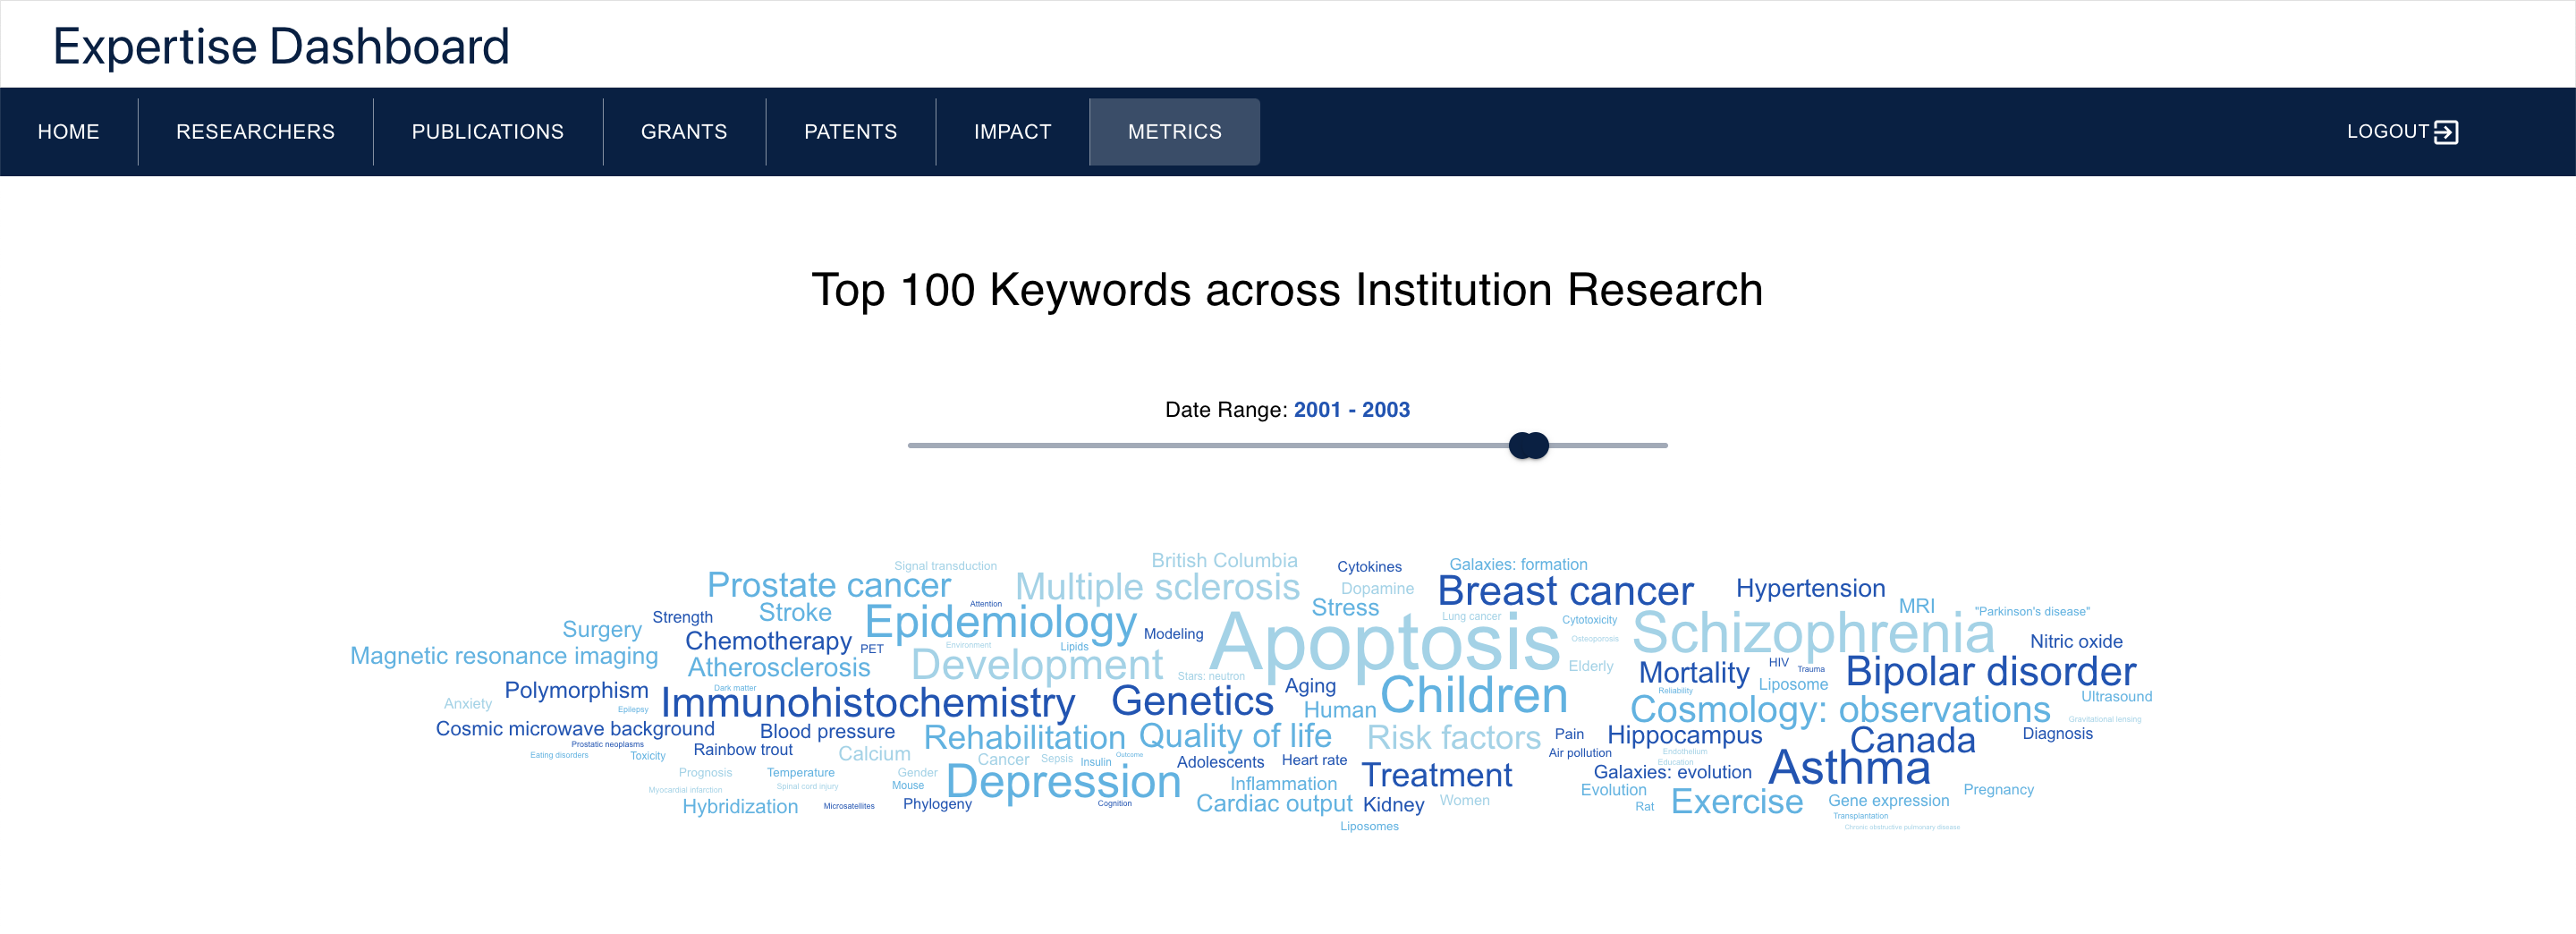 Expertise Dashboard
HOME RESEARCHERS PUBLICATIONS GRANTS PATENTS IMPACT METRICS LOGOUT
Top 100 Keywords across Institution Research
Date Range: 2001 - 2003
British Columbia
Signal transduction
Cytokines
Galaxies: formation
Prostate cancer
Multiple sclerosis
Dopamine
Breast cancer
Hypertension
Attention
Stress
MRI
"Parkinson's disease"
Strength
Stroke
Epidemiology
Lung cancer
Cytotoxicity
Surgery
Chemotherapy
PET
Modeling
Apoptosis
Schizophrenia
Nitric oxide
Environment
Lipids
Osteoporosis
Magnetic resonance imaging
Atherosclerosis
Development
Stars: neutron
Elderly
Mortality
HIV
Trauma
Bipolar disorder
Liposome
Reliability
Polymorphism
Dark matter
Immunohistochemistry
Genetics
Aging
Human
Children
Ultrasound
Anxiety
Epilepsy
Cosmology: observations
Gravitational lensing
Cosmic microwave background
Blood pressure
Rehabilitation
Quality of life
Risk factors
Pain
Hippocampus
Canada
Diagnosis
Prostatic neoplasms
Rainbow trout
Calcium
Air pollution
Endothelium
Eating disorders
Toxicity
Cancer
Sepsis
Insulin
Outcome
Adolescents
Heart rate
Education
Prognosis
Temperature
Gender
Depression
Treatment
Galaxies: evolution
Asthma
Myocardial infarction
Spinal cord injury
Mouse
Inflammation
Evolution
Pregnancy
Hybridization
Microsatellites
Phylogeny
Cognition
Cardiac output
Kidney
Women
Rat
Exercise
Gene expression
Transplantation
Liposomes
Chronic obstructive pulmonary disease